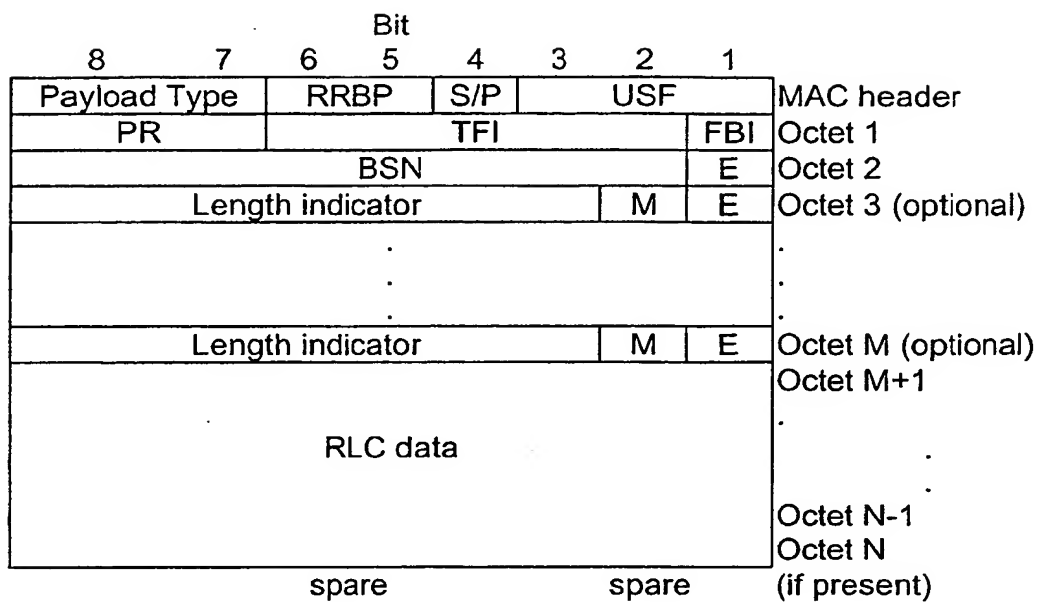 Bit
8 7 6 5 4 3 2 1
Payload Type RRBP S/P USF MAC header
PR TFI FBI Octet 1
BSN E Octet 2
Length indicator M E Octet 3 (optional)
. .
. .
. .
Length indicator M E Octet M (optional)
Octet M+1
.
RLC data .
.
Octet N-1
Octet N
spare spare (if present)